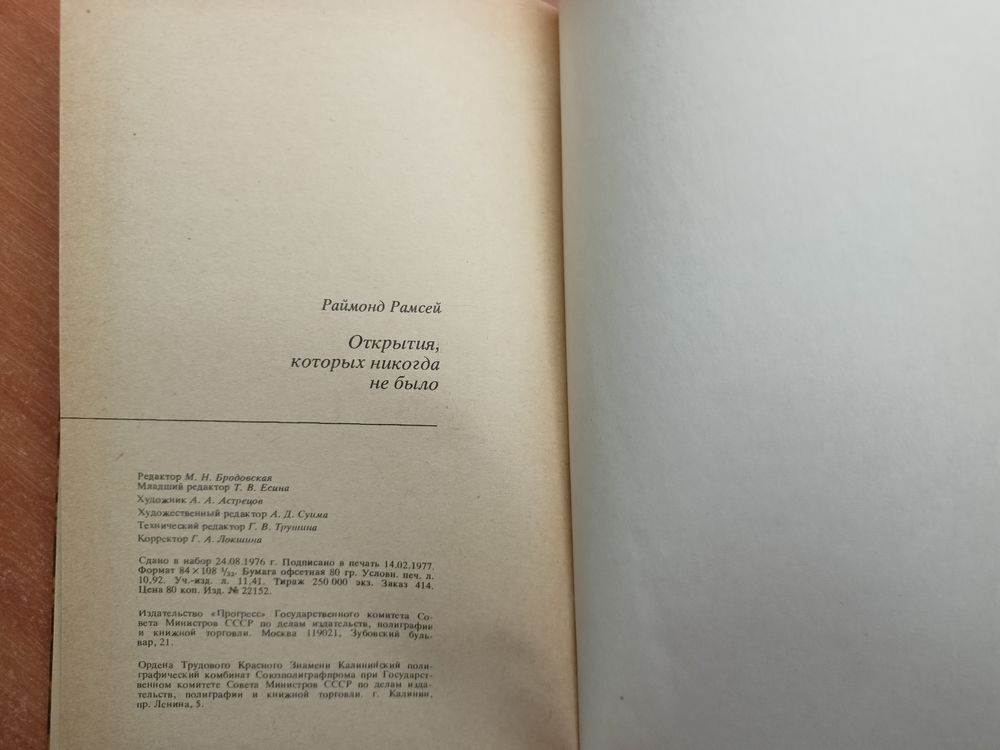 Раймонд Рамсей
Открытия,
которых никогда
не было
Редактор М. Н. Бродовская
Младший редактор Т. В. Есина
Художник А. А. Астрецов
Художественный редактор А. Д. Суима
Технический редактор Г. В. Трушина
Корректор Г. А. Локшина
Сдано в набор 24.08.1976 г. Подписано в печать 14.02.1977.
Формат 84×108 1/32. Бумага офсетная 80 гр. Условн. печ. л.
10,92. Уч.-изд. л. 11,41. Тираж 250 000 экз. Заказ 414.
Цена 80 коп. Изд. № 22152.
Издательство «Прогресс» Государственного комитета Со-
вета Министров СССР по делам издательств, полиграфии
и книжной торговли. Москва 119021, Зубовский буль-
вар, 21.
Ордена Трудового Красного Знамени Калининский поли-
графический комбинат Союзполиграфпрома при Государст-
венном комитете Совета Министров СССР по делам изда-
тельств, полиграфии и книжной торговли. г. Калинин,
пр. Ленина, 5.